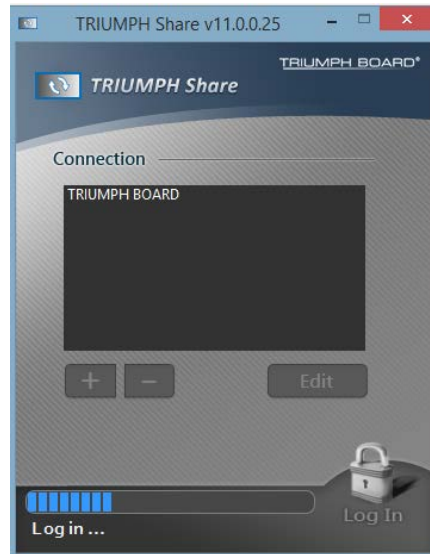 TRIUMPH Share v11.0.0.25
TRIUMPH BOARD®
TRIUMPH Share
Connection
TRIUMPH BOARD
+ − Edit
Log In
Log in ...